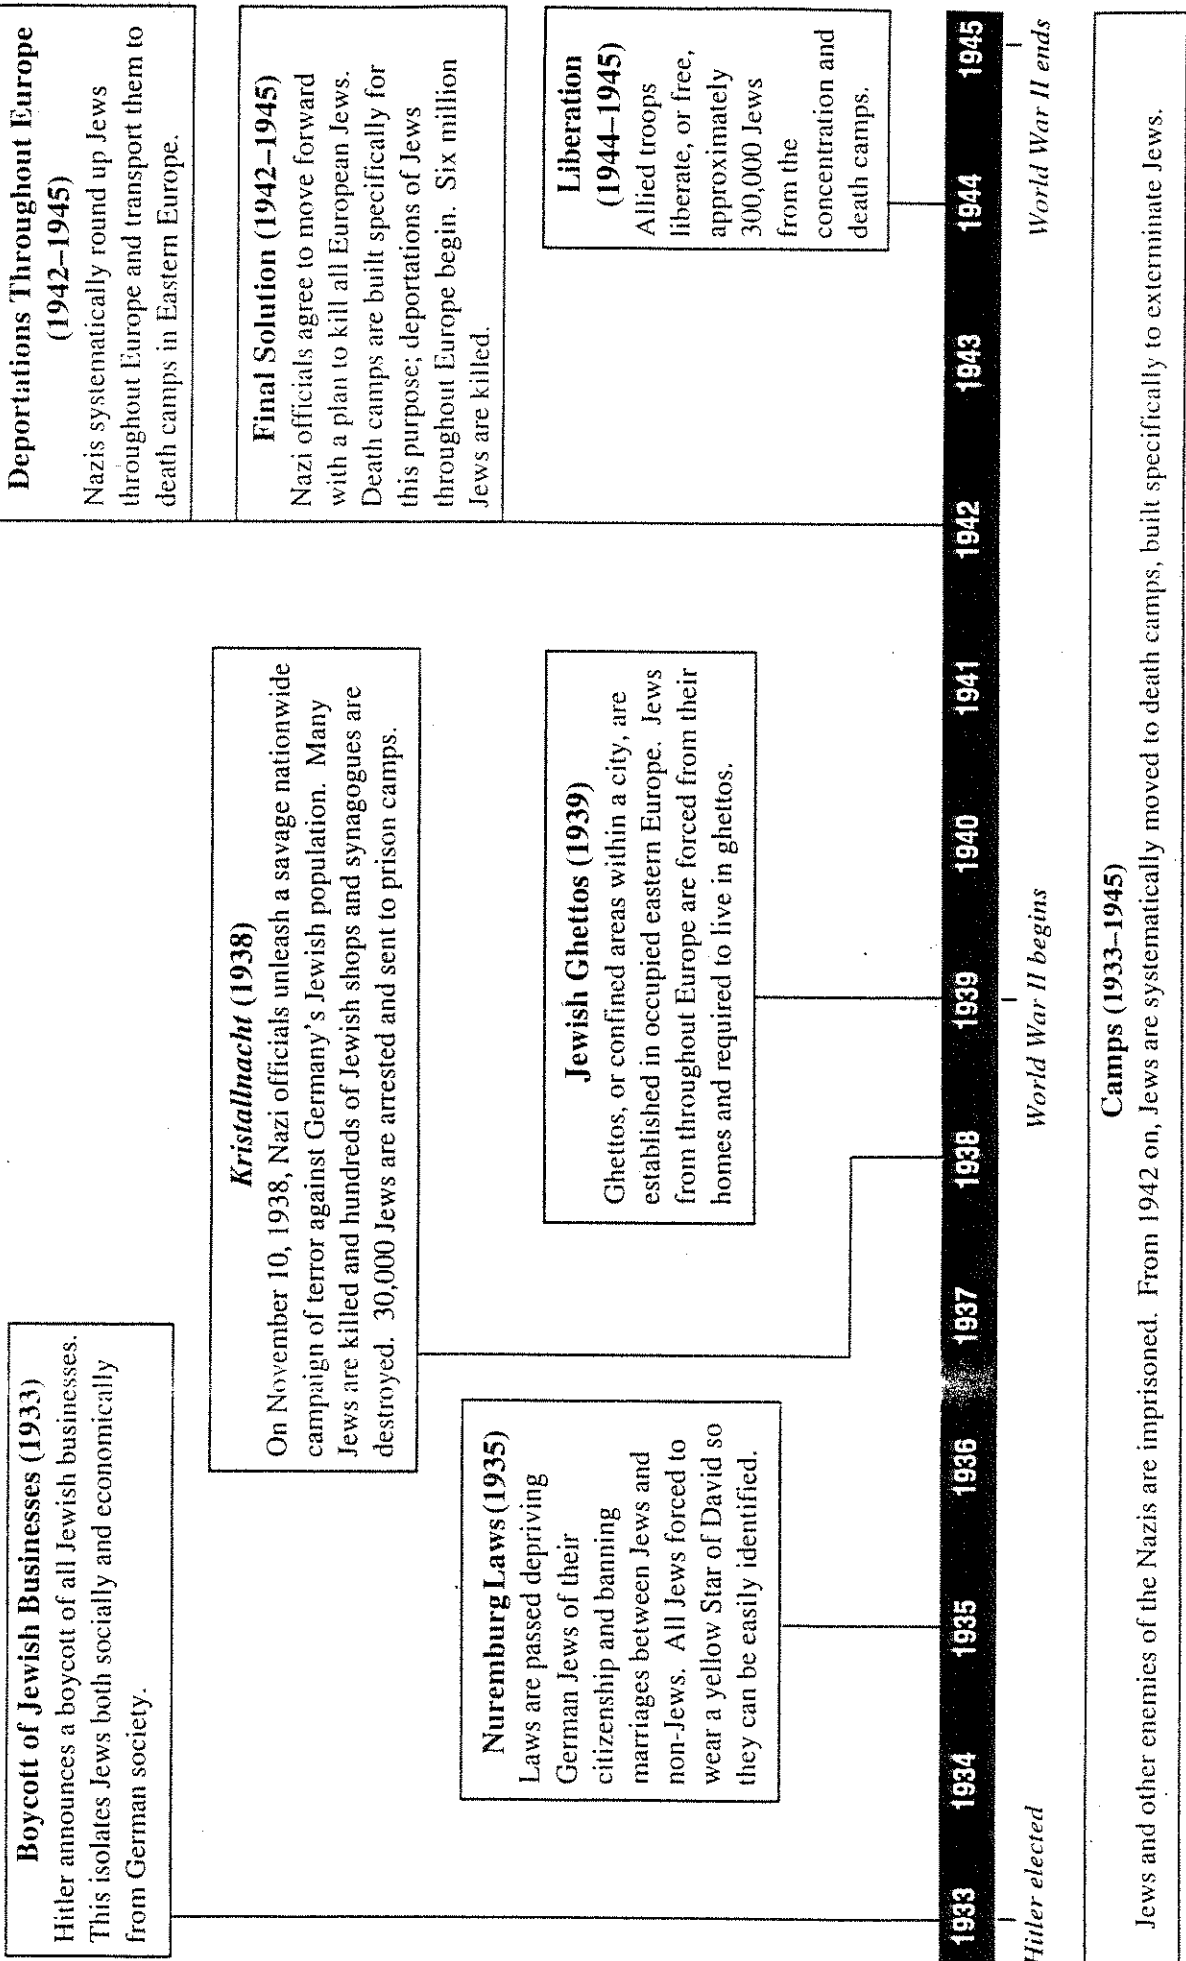 Boycott of Jewish Businesses (1933)
Hitler announces a boycott of all Jewish businesses.
This isolates Jews both socially and economically
from German society.
Kristallnacht (1938)
On November 10, 1938, Nazi officials unleash a savage nationwide
campaign of terror against Germany's Jewish population. Many
Jews are killed and hundreds of Jewish shops and synagogues are
destroyed. 30,000 Jews are arrested and sent to prison camps.
Deportations Throughout Europe
(1942–1945)
Nazis systematically round up Jews
throughout Europe and transport them to
death camps in Eastern Europe.
Final Solution (1942–1945)
Nazi officials agree to move forward
with a plan to kill all European Jews.
Death camps are built specifically for
this purpose; deportations of Jews
throughout Europe begin. Six million
Jews are killed.
Nuremburg Laws (1935)
Laws are passed depriving
German Jews of their
citizenship and banning
marriages between Jews and
non-Jews. All Jews forced to
wear a yellow Star of David so
they can be easily identified.
Jewish Ghettos (1939)
Ghettos, or confined areas within a city, are
established in occupied eastern Europe. Jews
from throughout Europe are forced from their
homes and required to live in ghettos.
Liberation
(1944–1945)
Allied troops
liberate, or free,
approximately
300,000 Jews
from the
concentration and
death camps.
1933 1934 1935 1936 1937 1938 1939 1940 1941 1942 1943 1944 1945
Hitler elected
World War II begins
World War II ends
Camps (1933–1945)
Jews and other enemies of the Nazis are imprisoned. From 1942 on, Jews are systematically moved to death camps, built specifically to exterminate Jews.